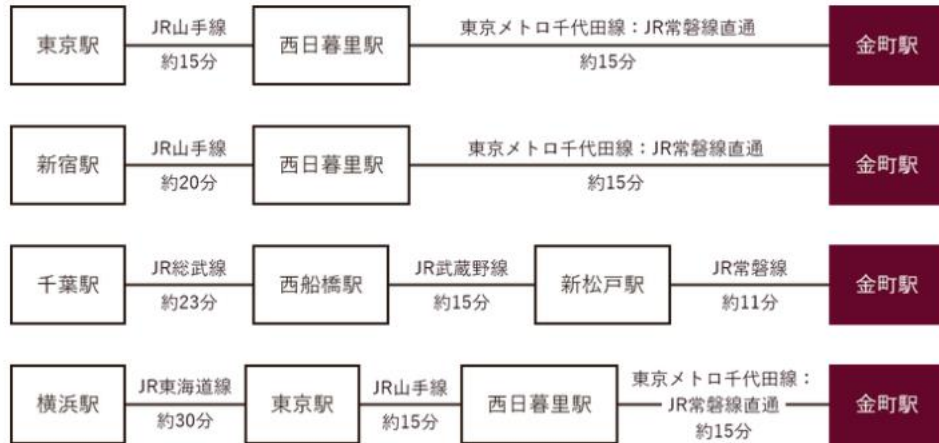 東京駅
JR山手線
約15分
西日暮里駅
東京メトロ千代田線：JR常磐線直通
約15分
金町駅
新宿駅
JR山手線
約20分
西日暮里駅
東京メトロ千代田線：JR常磐線直通
約15分
金町駅
千葉駅
JR総武線
約23分
西船橋駅
JR武蔵野線
約15分
新松戸駅
JR常磐線
約11分
金町駅
横浜駅
JR東海道線
約30分
東京駅
JR山手線
約15分
西日暮里駅
東京メトロ千代田線：
JR常磐線直通
約15分
金町駅